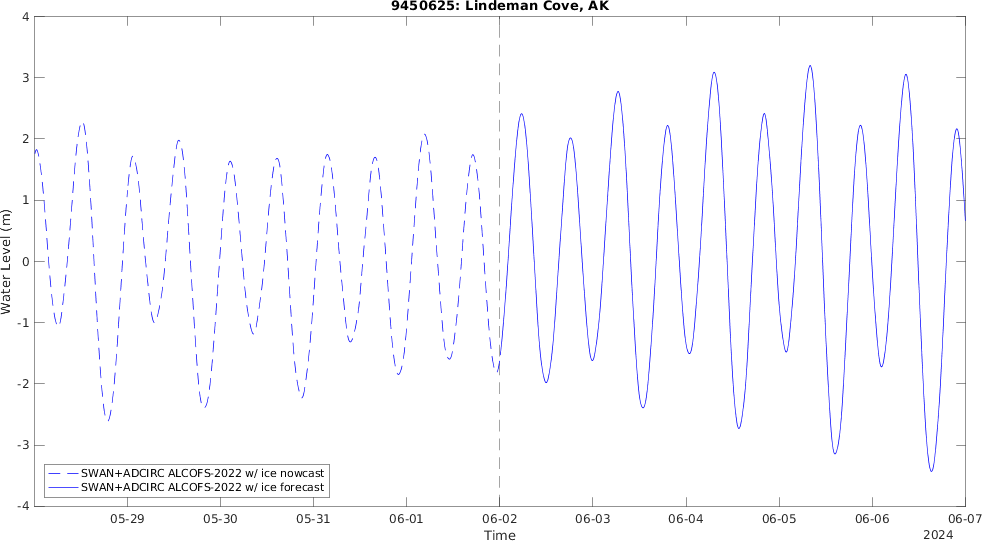 9450625: Lindeman Cove, AK
4
3
2
1
0
-1
-2
-3
-4
Water Level (m)
SWAN+ADCIRC ALCOFS-2022 w/ ice nowcast
SWAN+ADCIRC ALCOFS-2022 w/ ice forecast
05-29 05-30 05-31 06-01 06-02 06-03 06-04 06-05 06-06 06-07
Time
2024